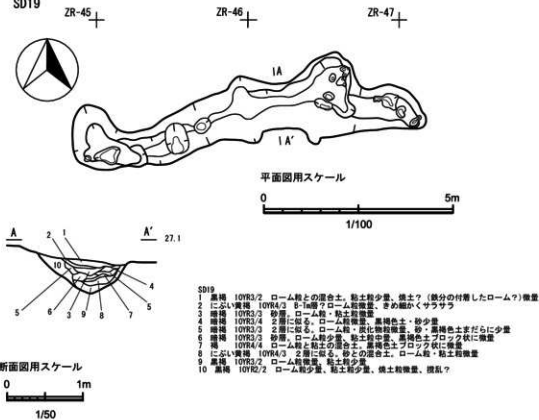 SD19
ZR-45
ZR-46
ZR-47
A
A'
平面図用スケール
0 5m
1/100
A A' 27.1
2 1
10
4
5 6 3 9 8 7 5
SD19
1 黒褐 10YR3/2 ローム粒との混合土。粘土粒少量、焼土?(鉄分の付着したローム?)微量
2 にぶい黄褐 10YR4/3 B-Tm層?ローム粒微量、きめ細かくサラサラ
3 暗褐 10YR3/3 砂層。ローム粒・粘土粒微量
4 暗褐 10YR3/4 2層に似る。ローム粒微量、黒褐色土・砂少量
5 暗褐 10YR3/3 2層に似る。ローム粒・炭化物粒微量、砂・黒褐色土まだらに少量
6 暗褐 10YR3/3 砂層。ローム粒少量、粘土粒中量、黒褐色土ブロック状に微量
7 褐 10YR4/4 ロームと粘土の混合土。黒褐色土ブロック状に微量
8 にぶい黄褐 10YR4/3 2層に似る。砂との混合土。ローム粒・粘土粒微量
9 黒褐 10YR3/2 ローム粒微量、粘土粒少量
10 黒褐 10YR2/2 ローム粒少量、粘土粒少量、焼土粒微量、撹乱?
断面図用スケール
0 1m
1/50